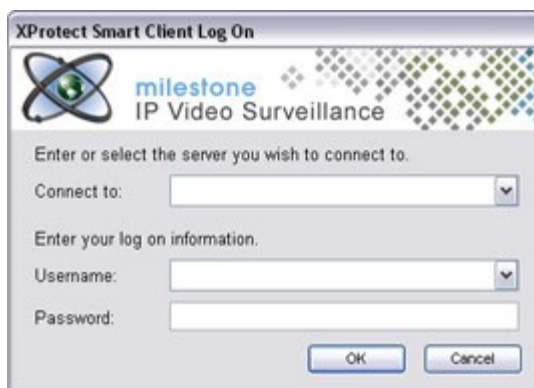 XProtect Smart Client Log On
milestone
IP Video Surveillance
Enter or select the server you wish to connect to.
Connect to:
Enter your log on information.
Username:
Password:
OK
Cancel